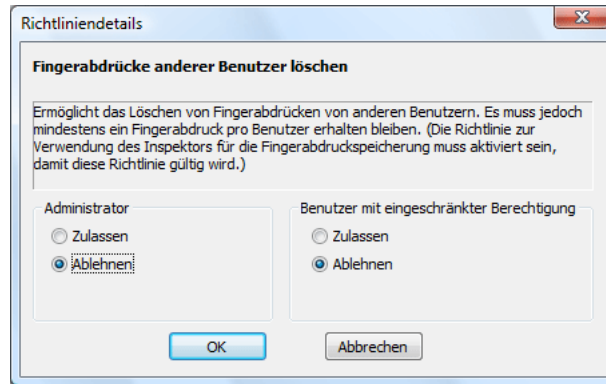 Richtliniendetails
Fingerabdrücke anderer Benutzer löschen
Ermöglicht das Löschen von Fingerabdrücken von anderen Benutzern. Es muss jedoch
mindestens ein Fingerabdruck pro Benutzer erhalten bleiben. (Die Richtlinie zur
Verwendung des Inspektors für die Fingerabdruckspeicherung muss aktiviert sein,
damit diese Richtlinie gültig wird.)
Administrator
Zulassen
Ablehnen
Benutzer mit eingeschränkter Berechtigung
Zulassen
Ablehnen
OK
Abbrechen